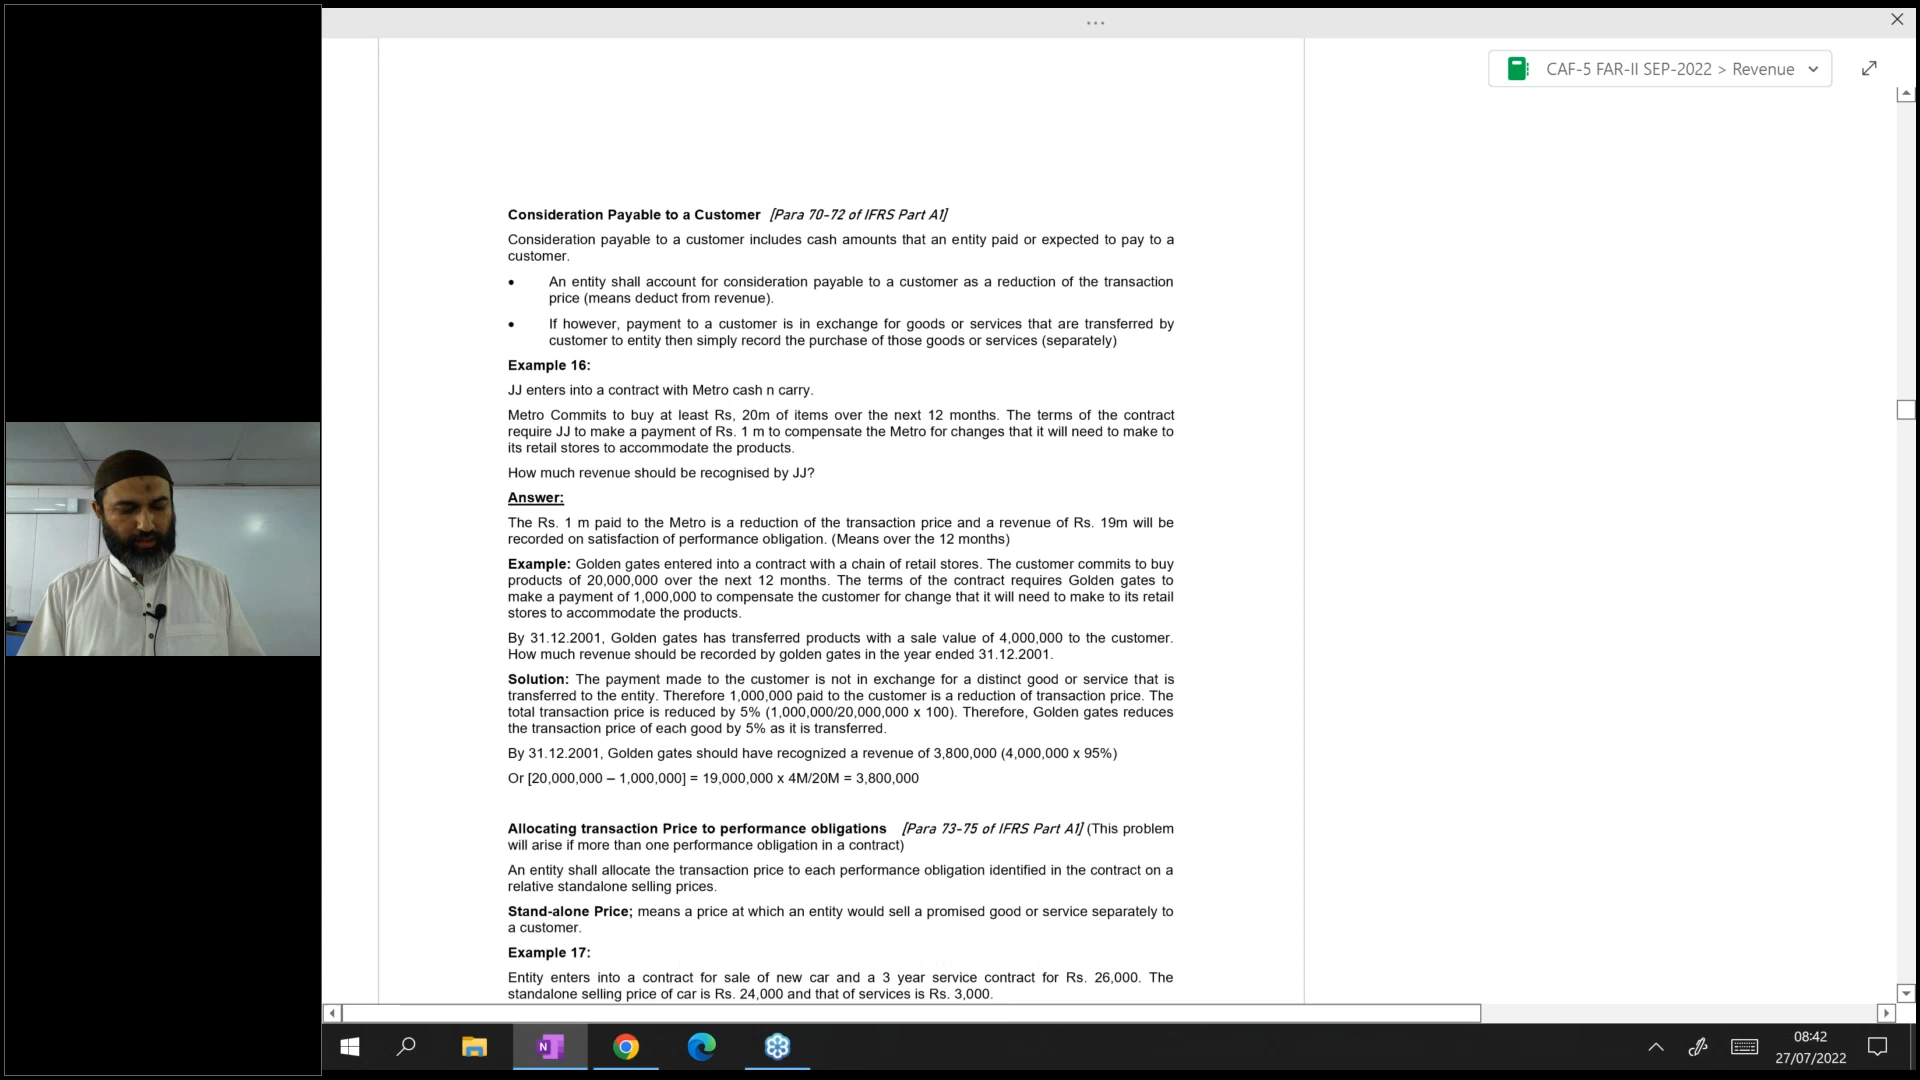 CAF-5 FAR-II SEP-2022 > Revenue
Consideration Payable to a Customer [Para 70-72 of IFRS Part A1]
Consideration payable to a customer includes cash amounts that an entity paid or expected to pay to a
customer.
• An entity shall account for consideration payable to a customer as a reduction of the transaction
price (means deduct from revenue).
• If however, payment to a customer is in exchange for goods or services that are transferred by
customer to entity then simply record the purchase of those goods or services (separately)
Example 16:
JJ enters into a contract with Metro cash n carry.
Metro Commits to buy at least Rs, 20m of items over the next 12 months. The terms of the contract
require JJ to make a payment of Rs. 1 m to compensate the Metro for changes that it will need to make to
its retail stores to accommodate the products.
How much revenue should be recognised by JJ?
Answer:
The Rs. 1 m paid to the Metro is a reduction of the transaction price and a revenue of Rs. 19m will be
recorded on satisfaction of performance obligation. (Means over the 12 months)
Example: Golden gates entered into a contract with a chain of retail stores. The customer commits to buy
products of 20,000,000 over the next 12 months. The terms of the contract requires Golden gates to
make a payment of 1,000,000 to compensate the customer for change that it will need to make to its retail
stores to accommodate the products.
By 31.12.2001, Golden gates has transferred products with a sale value of 4,000,000 to the customer.
How much revenue should be recorded by golden gates in the year ended 31.12.2001.
Solution: The payment made to the customer is not in exchange for a distinct good or service that is
transferred to the entity. Therefore 1,000,000 paid to the customer is a reduction of transaction price. The
total transaction price is reduced by 5% (1,000,000/20,000,000 x 100). Therefore, Golden gates reduces
the transaction price of each good by 5% as it is transferred.
By 31.12.2001, Golden gates should have recognized a revenue of 3,800,000 (4,000,000 x 95%)
Or [20,000,000 – 1,000,000] = 19,000,000 x 4M/20M = 3,800,000
Allocating transaction Price to performance obligations [Para 73-75 of IFRS Part A1] (This problem
will arise if more than one performance obligation in a contract)
An entity shall allocate the transaction price to each performance obligation identified in the contract on a
relative standalone selling prices.
Stand-alone Price; means a price at which an entity would sell a promised good or service separately to
a customer.
Example 17:
Entity enters into a contract for sale of new car and a 3 year service contract for Rs. 26,000. The
standalone selling price of car is Rs. 24,000 and that of services is Rs. 3,000.
N
08:42
27/07/2022